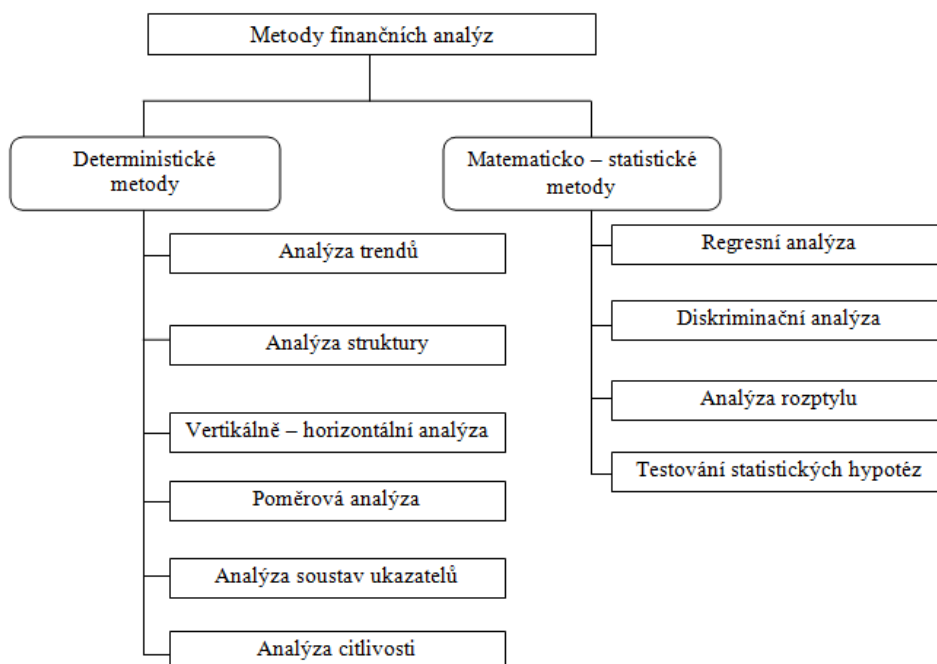 Metody finančních analýz
Deterministické
metody
Matematicko – statistické
metody
Analýza trendů
Analýza struktury
Vertikálně – horizontální analýza
Poměrová analýza
Analýza soustav ukazatelů
Analýza citlivosti
Regresní analýza
Diskriminační analýza
Analýza rozptylu
Testování statistických hypotéz